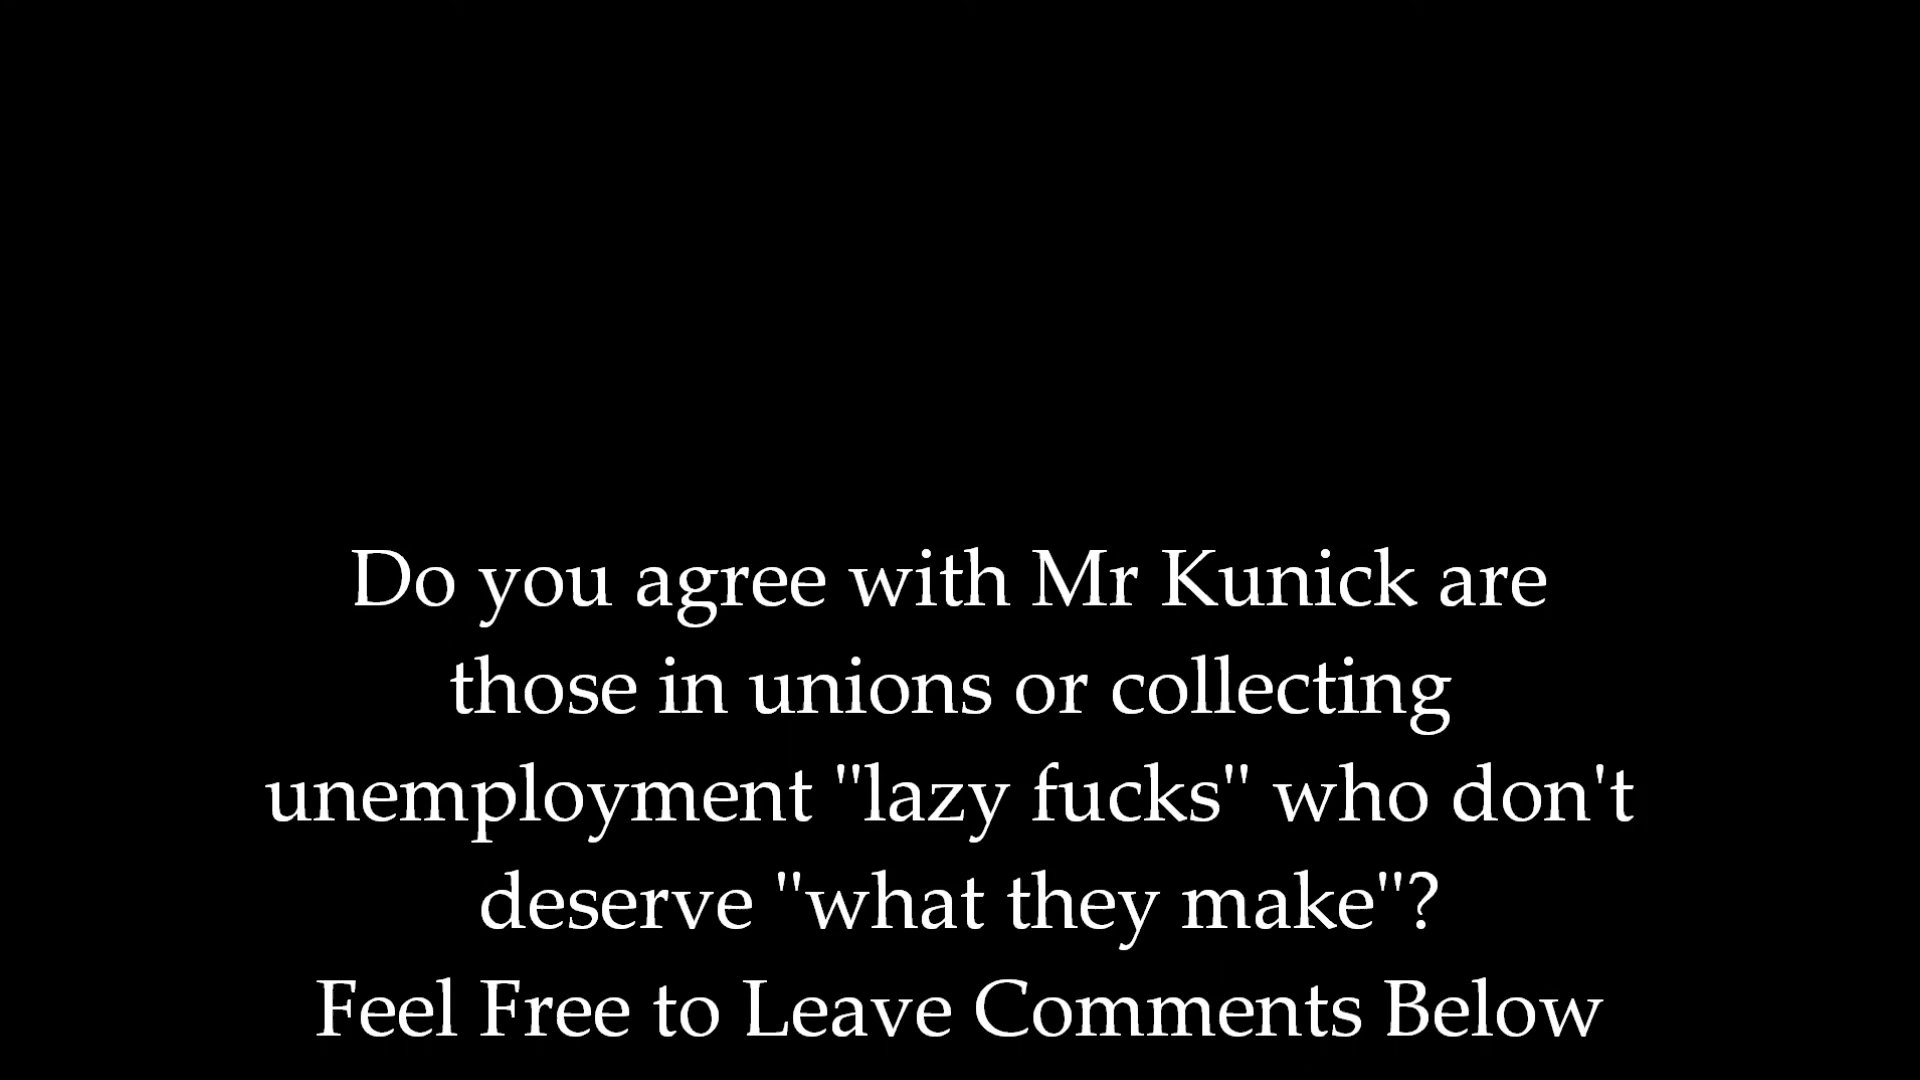 Do you agree with Mr Kunick are
those in unions or collecting
unemployment "lazy fucks" who don't
deserve "what they make"?
Feel Free to Leave Comments Below